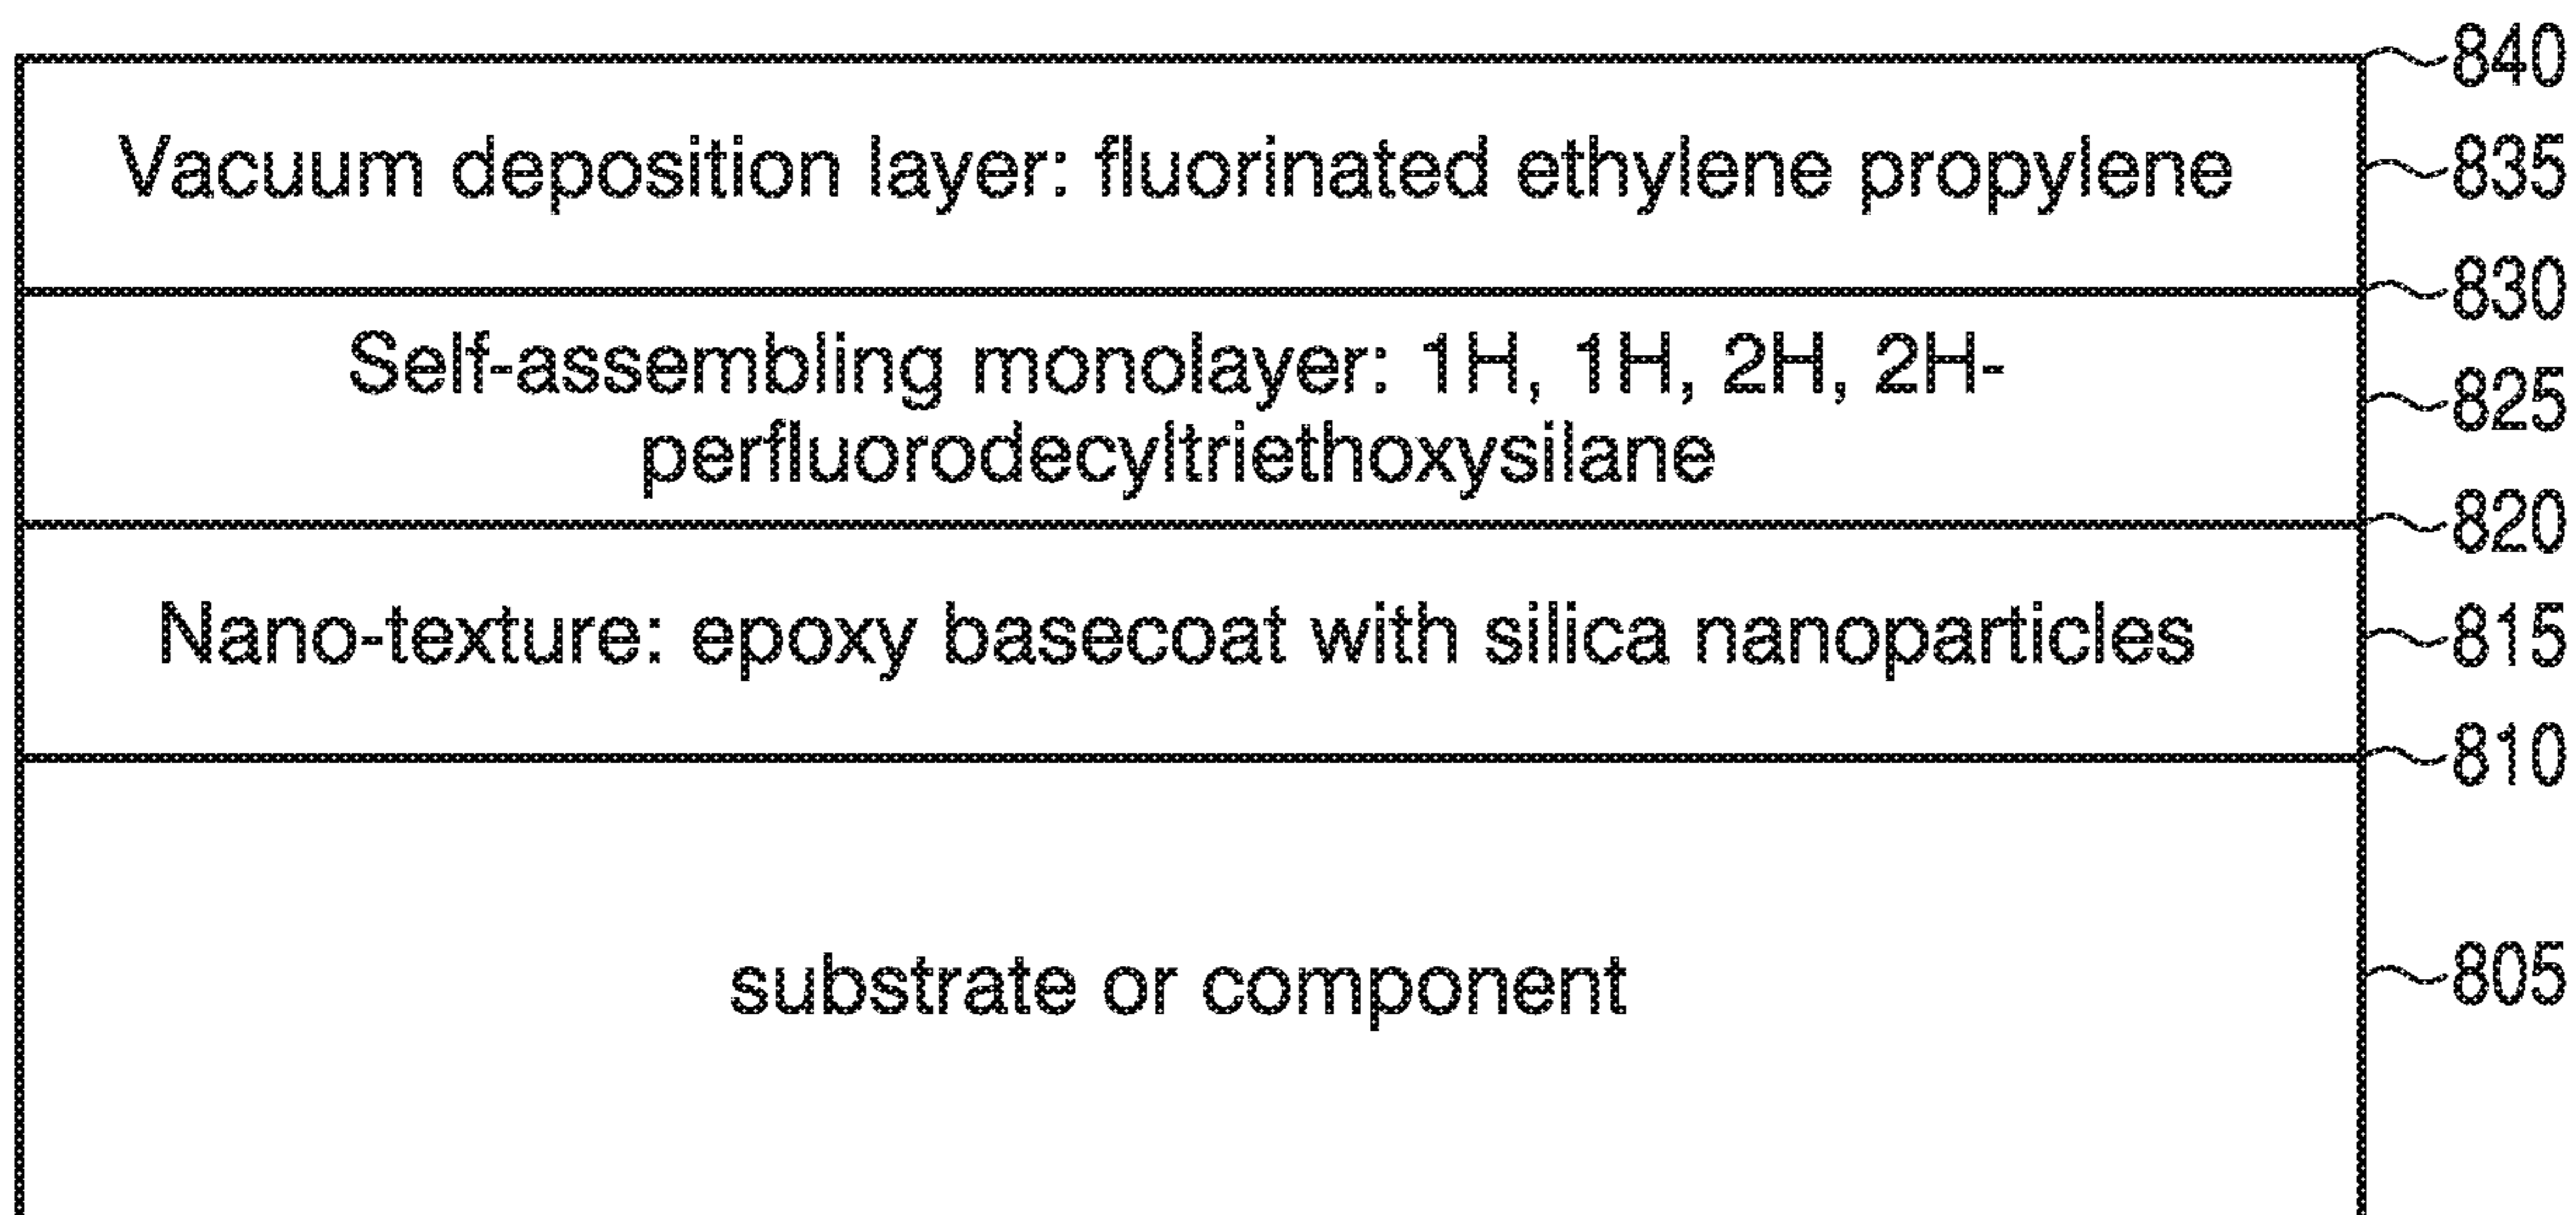 840
Vacuum deposition layer: fluorinated ethylene propylene
835
830
Self-assembling monolayer: 1H, 1H, 2H, 2H-
825
perfluorodecyltriethoxysilane
820
Nano-texture: epoxy basecoat with silica nanoparticles
815
810
substrate or component
805